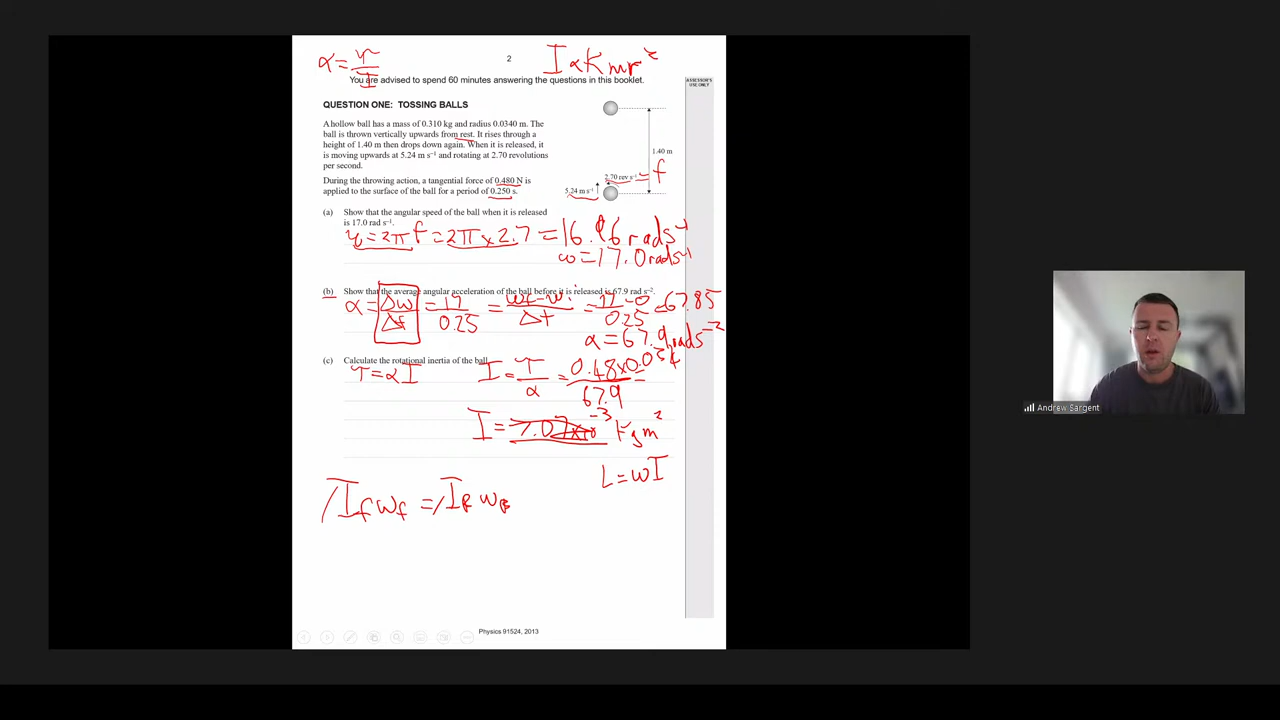 α = τ/I
I α Kmr²
2
You are advised to spend 60 minutes answering the questions in this booklet.
ASSESSOR'S
USE ONLY
QUESTION ONE: TOSSING BALLS
A hollow ball has a mass of 0.310 kg and radius 0.0340 m. The
ball is thrown vertically upwards from rest. It rises through a
height of 1.40 m then drops down again. When it is released, it
is moving upwards at 5.24 m s⁻¹ and rotating at 2.70 revolutions
per second.
1.40 m
2.70 rev s⁻¹ = f
5.24 m s⁻¹
During the throwing action, a tangential force of 0.480 N is
applied to the surface of the ball for a period of 0.250 s.
(a) Show that the angular speed of the ball when it is released
is 17.0 rad s⁻¹.
ω = 2π f = 2π × 2.7 = 16.96 rads⁻¹
ω = 17.0 rads⁻¹
(b) Show that the average angular acceleration of the ball before it is released is 67.9 rad s⁻².
α = Δω/Δt = 17/0.25 = ωf - ωi/Δt = 17 - 0/0.25 = 67.85
α = 67.9 rads⁻²
(c) Calculate the rotational inertia of the ball.
τ = αI I = τ/α = 0.48 × 0.034/67.9 =
I = 7.07×10⁻³ Kgm²
L = ωI
Physics 91524, 2013
Andrew Sargent